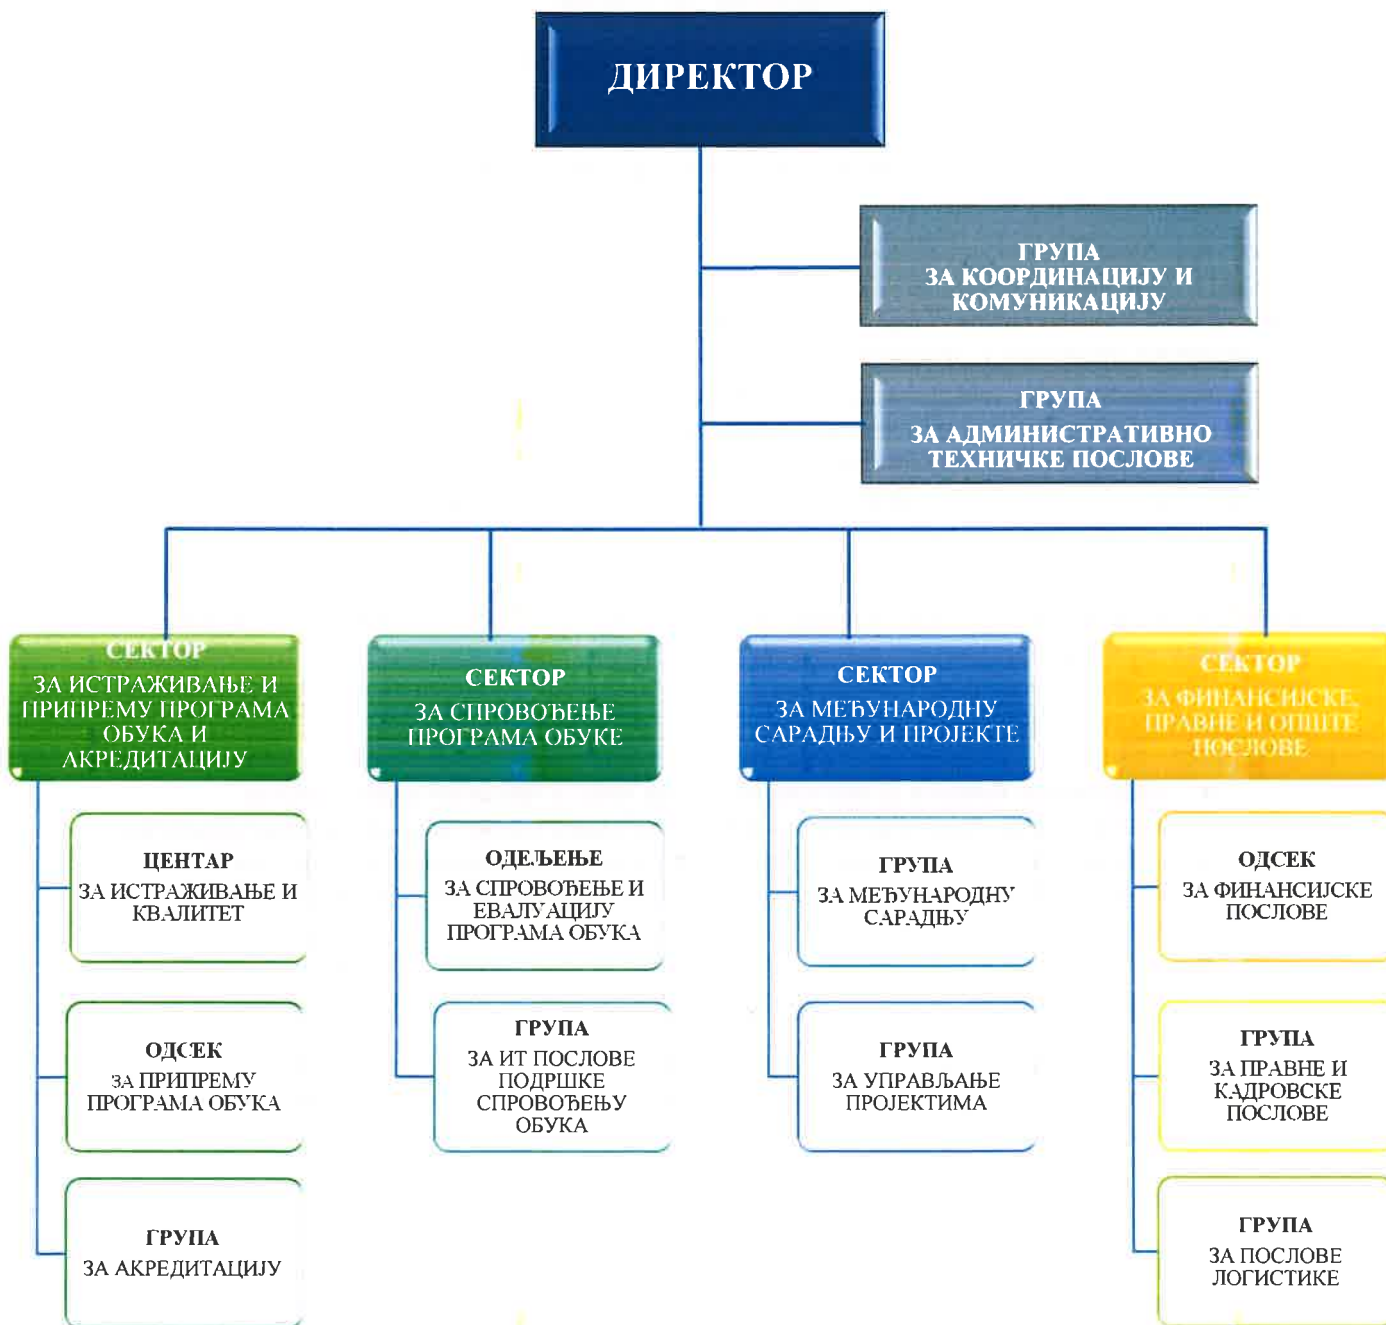 ДИРЕКТОР
ГРУПА
ЗА КООРДИНАЦИЈУ И
КОМУНИКАЦИЈУ
ГРУПА
ЗА АДМИНИСТРАТИВНО
ТЕХНИЧКЕ ПОСЛОВЕ
СЕКТОР
ЗА ИСТРАЖИВАЊЕ И
ПРИПРЕМУ ПРОГРАМА
ОБУКА И
АКРЕДИТАЦИЈУ
ЦЕНТАР
ЗА ИСТРАЖИВАЊЕ И
КВАЛИТЕТ
ОДСЕК
ЗА ПРИПРЕМУ
ПРОГРАМА ОБУКА
ГРУПА
ЗА АКРЕДИТАЦИЈУ
СЕКТОР
ЗА СПРОВОЂЕЊЕ
ПРОГРАМА ОБУКЕ
ОДЕЉЕЊЕ
ЗА СПРОВОЂЕЊЕ И
ЕВАЛУАЦИЈУ
ПРОГРАМА ОБУКА
ГРУПА
ЗА ИТ ПОСЛОВЕ
ПОДРШКЕ
СПРОВОЂЕЊУ
ОБУКА
СЕКТОР
ЗА МЕЂУНАРОДНУ
САРАДЊУ И ПРОЈЕКТЕ
ГРУПА
ЗА МЕЂУНАРОДНУ
САРАДЊУ
ГРУПА
ЗА УПРАВЉАЊЕ
ПРОЈЕКТИМА
СЕКТОР
ЗА ФИНАНСИЈСКЕ,
ПРАВНЕ И ОПШТЕ
ПОСЛОВЕ
ОДСЕК
ЗА ФИНАНСИЈСКЕ
ПОСЛОВЕ
ГРУПА
ЗА ПРАВНЕ И
КАДРОВСКЕ
ПОСЛОВЕ
ГРУПА
ЗА ПОСЛОВЕ
ЛОГИСТИКЕ